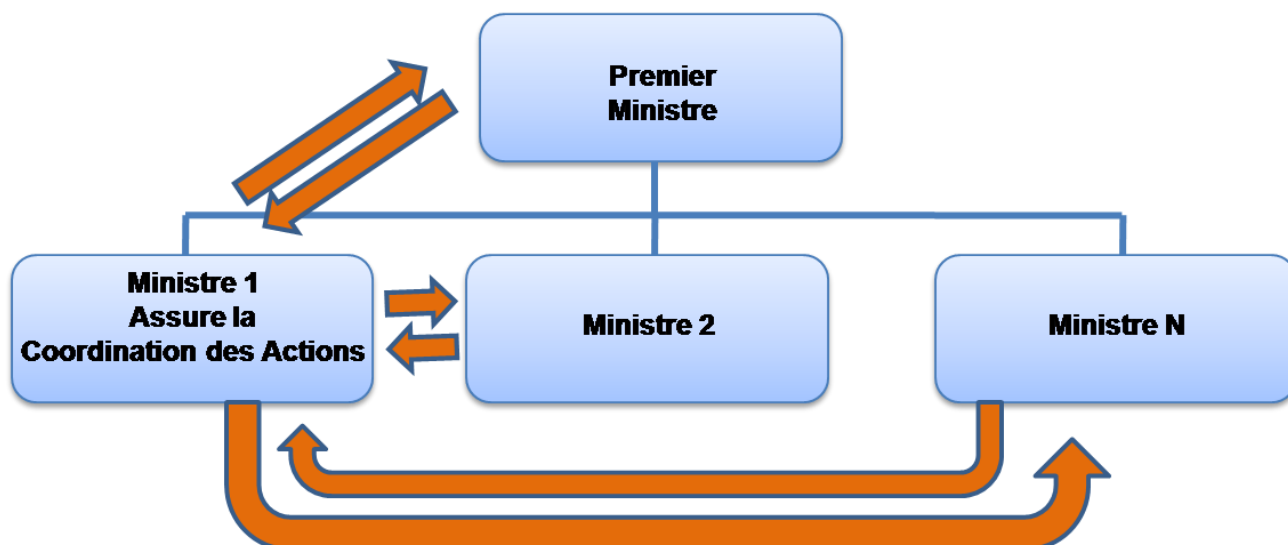 Premier
Ministre
Ministre 1
Assure la
Coordination des Actions
Ministre 2
Ministre N